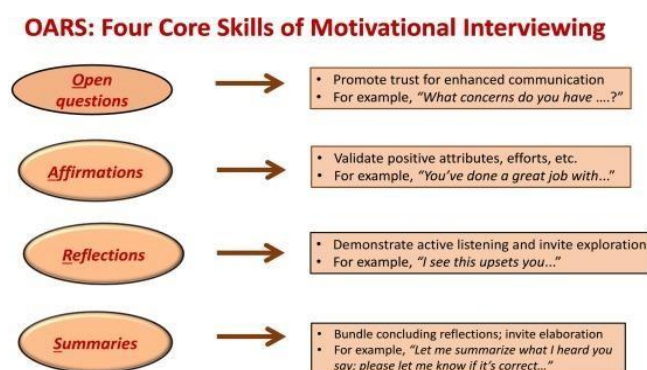 OARS: Four Core Skills of Motivational Interviewing
Open
questions
• Promote trust for enhanced communication
• For example, "What concerns do you have ....?"
Affirmations
• Validate positive attributes, efforts, etc.
• For example, "You've done a great job with..."
Reflections
• Demonstrate active listening and invite exploration
• For example, "I see this upsets you..."
Summaries
• Bundle concluding reflections; invite elaboration
• For example, "Let me summarize what I heard you
say; please let me know if it's correct..."